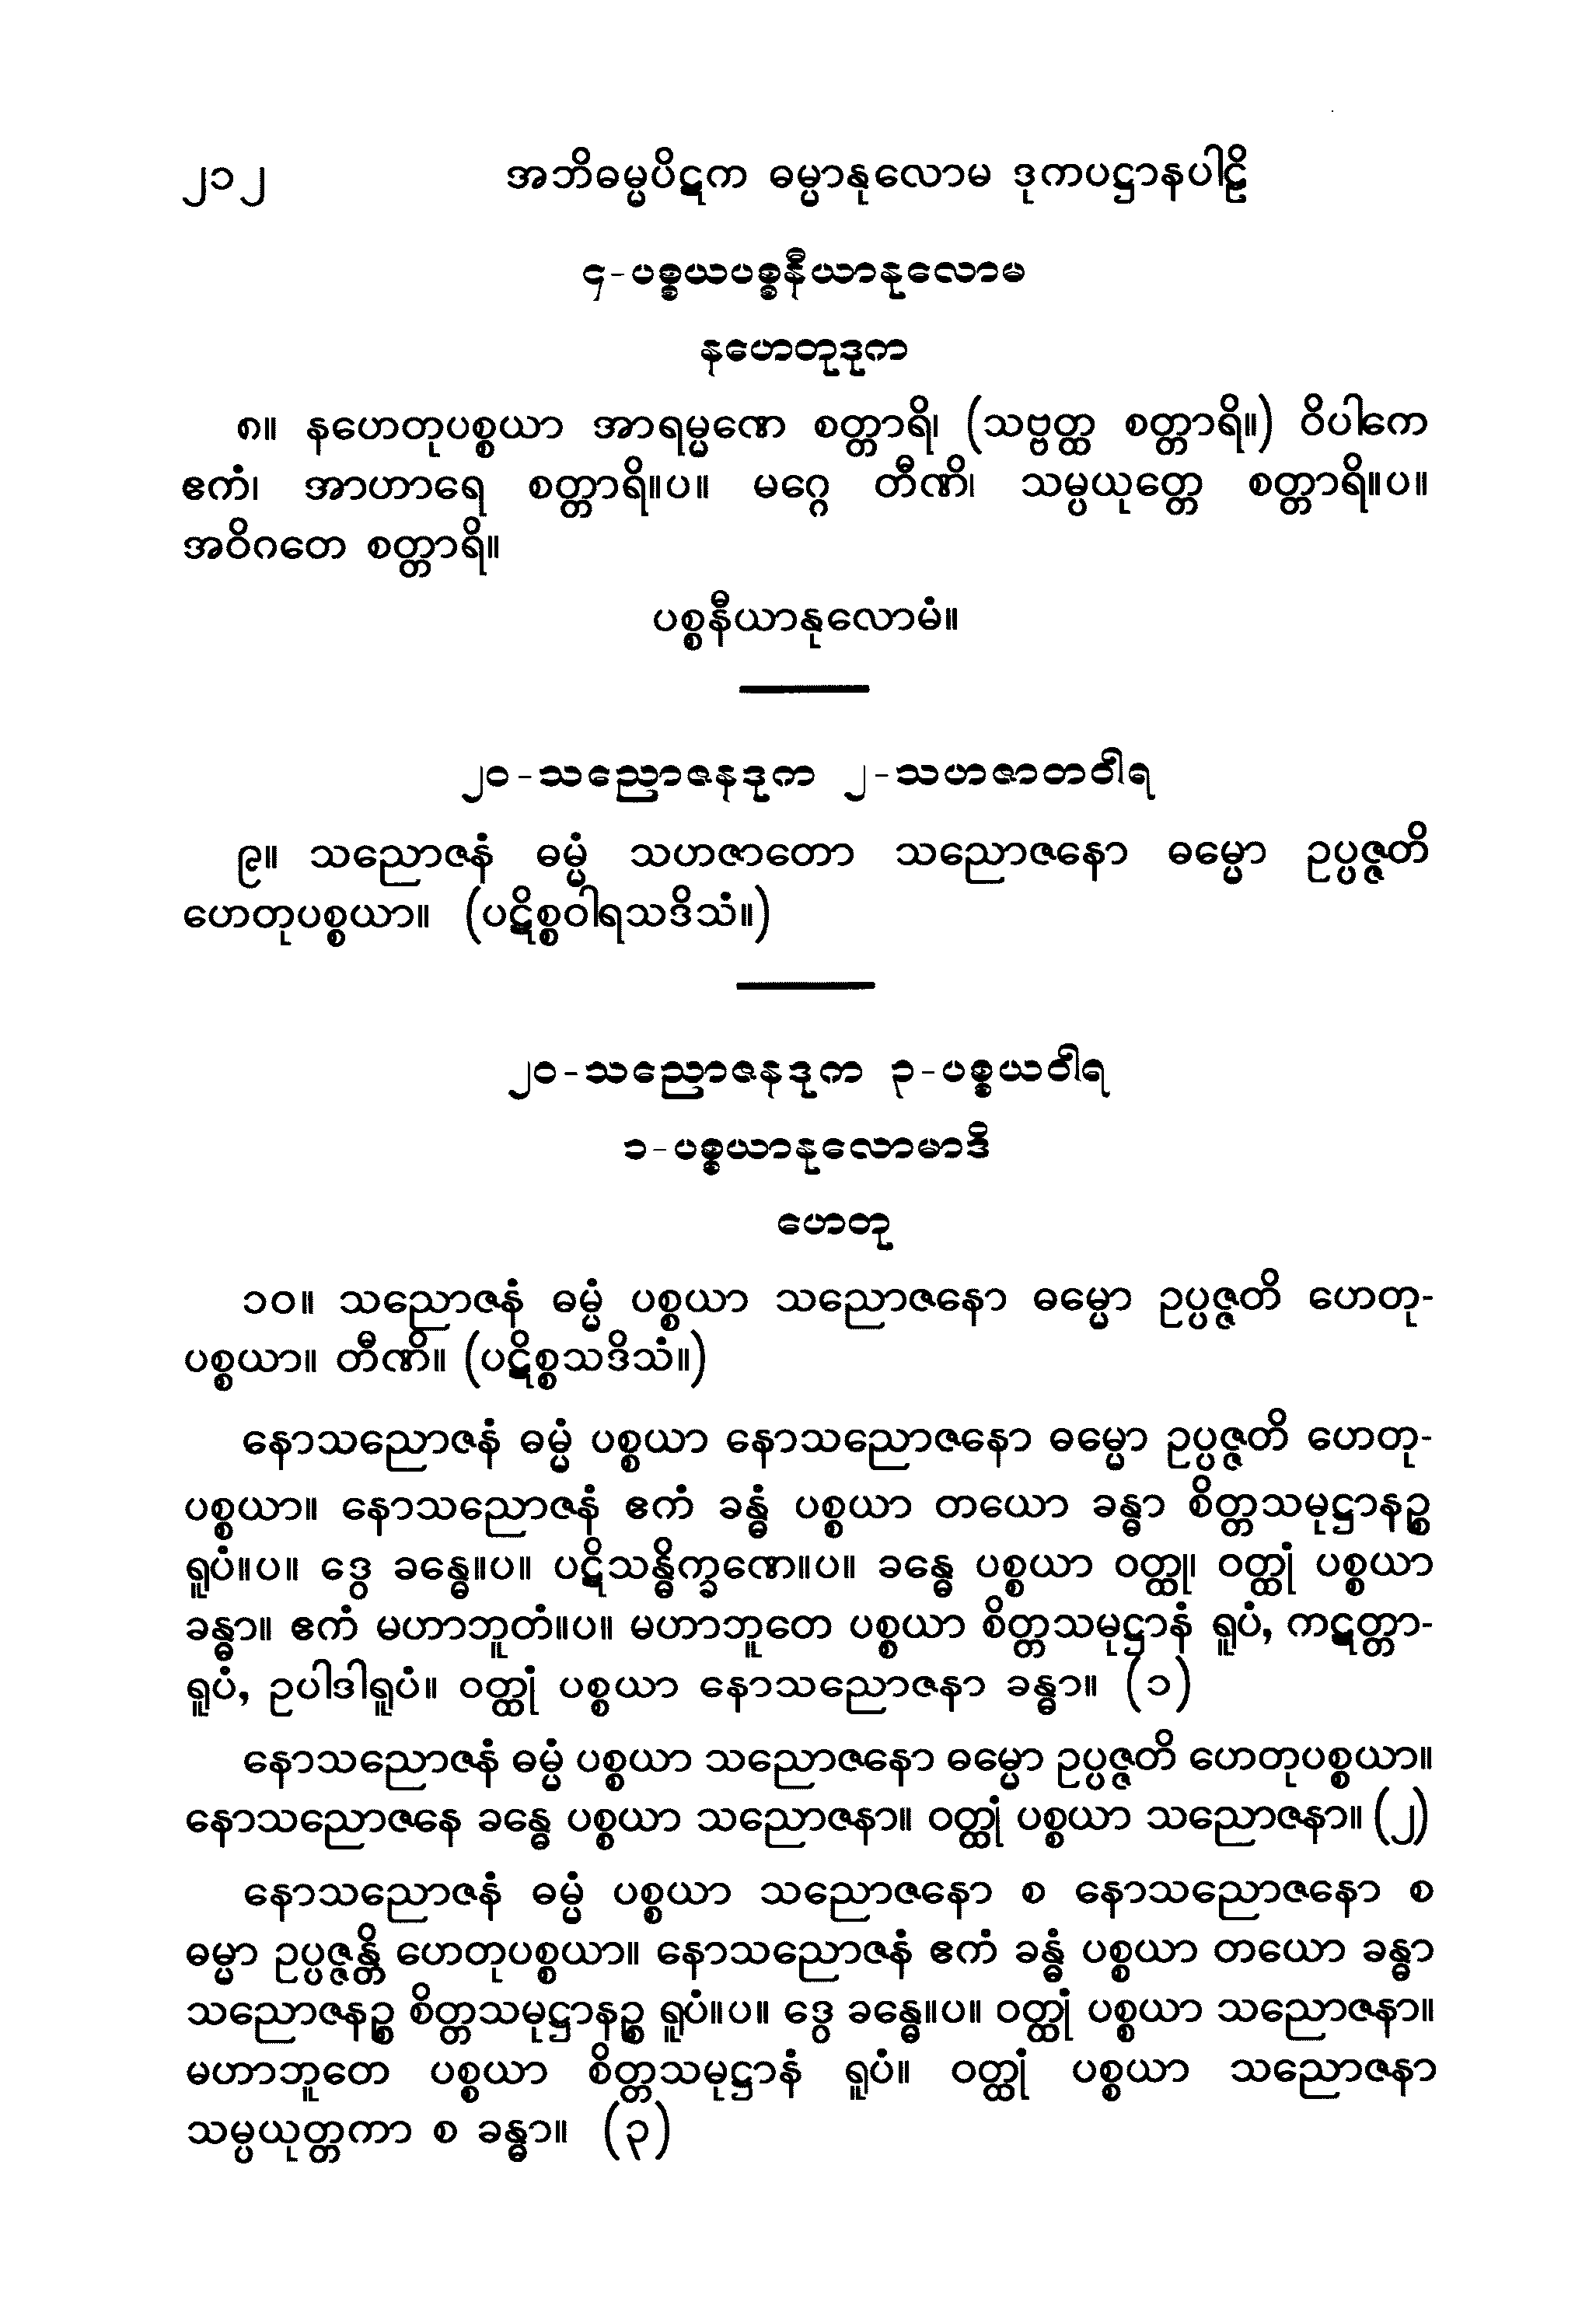 ၂၁၂ အဘိဓမ္မပိဋက ဓမ္မာနုလောမ ဒုကပဋ္ဌာနပါဠိ
၄-ပစ္စယပစ္စနီယာနုလောမ
နဟေတုဒုက
၈။ နဟေတုပစ္စယာ အာရမ္မဏေ စတ္တာရိ၊ (သဗ္ဗတ္ထ စတ္တာရိ။) ဝိပါကေ
ဧကံ၊ အာဟာရေ စတ္တာရိ။ပ။ မဂ္ဂေ တီဏိ၊ သမ္ပယုတ္တေ စတ္တာရိ။ပ။
အဝိဂတေ စတ္တာရိ။
ပစ္စနီယာနုလောမံ။
၂၀-သညောဇနဒုက ၂-သဟဇာတဝါရ
၉။ သညောဇနံ ဓမ္မံ သဟဇာတော သညောဇနော ဓမ္မော ဥပ္ပဇ္ဇတိ
ဟေတုပစ္စယာ။ (ပဋိစ္စဝါရသဒိသံ။)
၂၀-သညောဇနဒုက ၃-ပစ္စယဝါရ
၁-ပစ္စယာနုလောမာဒိ
ဟေတု
၁၀။ သညောဇနံ ဓမ္မံ ပစ္စယာ သညောဇနော ဓမ္မော ဥပ္ပဇ္ဇတိ ဟေတု-
ပစ္စယာ။ တီဏိ။ (ပဋိစ္စသဒိသံ။)
နောသညောဇနံ ဓမ္မံ ပစ္စယာ နောသညောဇနော ဓမ္မော ဥပ္ပဇ္ဇတိ ဟေတု-
ပစ္စယာ။ နောသညောဇနံ ဧကံ ခန္ဓံ ပစ္စယာ တယော ခန္ဓာ စိတ္တသမုဋ္ဌာနဉ္စ
ရူပံ။ပ။ ဒွေ ခန္ဓေ။ပ။ ပဋိသန္ဓိက္ခဏေ။ပ။ ခန္ဓေ ပစ္စယာ ဝတ္ထု၊ ဝတ္ထုံ ပစ္စယာ
ခန္ဓာ။ ဧကံ မဟာဘူတံ။ပ။ မဟာဘူတေ ပစ္စယာ စိတ္တသမုဋ္ဌာနံ ရူပံ, ကဋတ္တာ-
ရူပံ, ဥပါဒါရူပံ။ ဝတ္ထုံ ပစ္စယာ နောသညောဇနာ ခန္ဓာ။ (၁)
နောသညောဇနံ ဓမ္မံ ပစ္စယာ သညောဇနော ဓမ္မော ဥပ္ပဇ္ဇတိ ဟေတုပစ္စယာ။
နောသညောဇနေ ခန္ဓေ ပစ္စယာ သညောဇနာ။ ဝတ္ထုံ ပစ္စယာ သညောဇနာ။ (၂)
နောသညောဇနံ ဓမ္မံ ပစ္စယာ သညောဇနော စ နောသညောဇနော စ
ဓမ္မာ ဥပ္ပဇ္ဇန္တိ ဟေတုပစ္စယာ။ နောသညောဇနံ ဧကံ ခန္ဓံ ပစ္စယာ တယော ခန္ဓာ
သညောဇနဉ္စ စိတ္တသမုဋ္ဌာနဉ္စ ရူပံ။ပ။ ဒွေ ခန္ဓေ။ပ။ ဝတ္ထုံ ပစ္စယာ သညောဇနာ။
မဟာဘူတေ ပစ္စယာ စိတ္တသမုဋ္ဌာနံ ရူပံ။ ဝတ္ထုံ ပစ္စယာ သညောဇနာ
သမ္ပယုတ္တကာ စ ခန္ဓာ။ (၃)